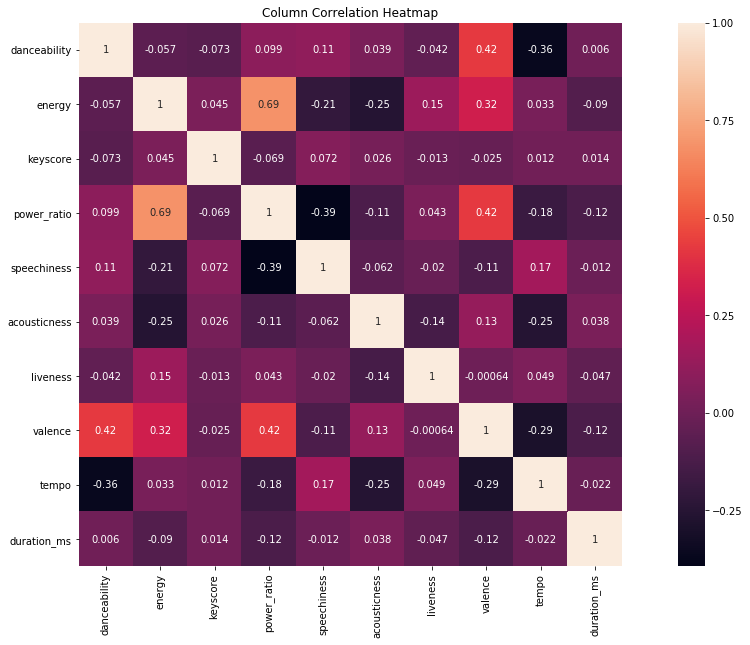 Column Correlation Heatmap
danceability 1 -0.057 -0.073 0.099 0.11 0.039 -0.042 0.42 -0.36 0.006
energy -0.057 1 0.045 0.69 -0.21 -0.25 0.15 0.32 0.033 -0.09
keyscore -0.073 0.045 1 -0.069 0.072 0.026 -0.013 -0.025 0.012 0.014
power_ratio 0.099 0.69 -0.069 1 -0.39 -0.11 0.043 0.42 -0.18 -0.12
speechiness 0.11 -0.21 0.072 -0.39 1 -0.062 -0.02 -0.11 0.17 -0.012
acousticness 0.039 -0.25 0.026 -0.11 -0.062 1 -0.14 0.13 -0.25 0.038
liveness -0.042 0.15 -0.013 0.043 -0.02 -0.14 1 -0.00064 0.049 -0.047
valence 0.42 0.32 -0.025 0.42 -0.11 0.13 -0.00064 1 -0.29 -0.12
tempo -0.36 0.033 0.012 -0.18 0.17 -0.25 0.049 -0.29 1 -0.022
duration_ms 0.006 -0.09 0.014 -0.12 -0.012 0.038 -0.047 -0.12 -0.022 1
danceability energy keyscore power_ratio speechiness acousticness liveness valence tempo duration_ms
1.00
0.75
0.50
0.25
0.00
-0.25